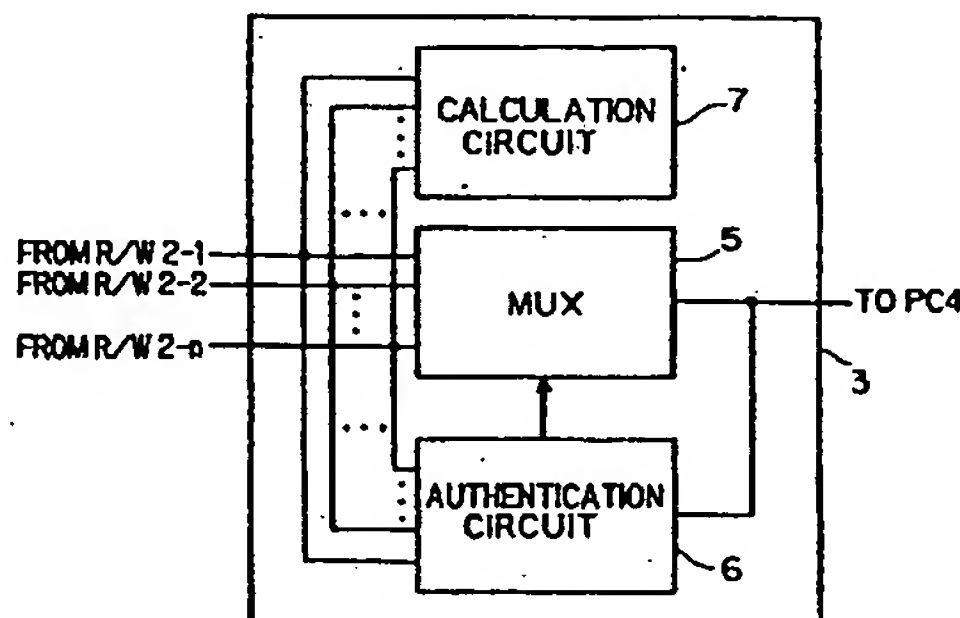 CALCULATION
CIRCUIT
7
FROM R/W 2-1
FROM R/W 2-2
FROM R/W 2-n
MUX
5
TO PC4
3
AUTHENTICATION
CIRCUIT
6